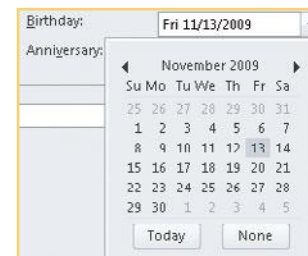 Birthday: Fri 11/13/2009
Anniversary:
November 2009
Su Mo Tu We Th Fr Sa
25 26 27 28 29 30 31
1 2 3 4 5 6 7
8 9 10 11 12 13 14
15 16 17 18 19 20 21
22 23 24 25 26 27 28
29 30 1 2 3 4 5
Today None